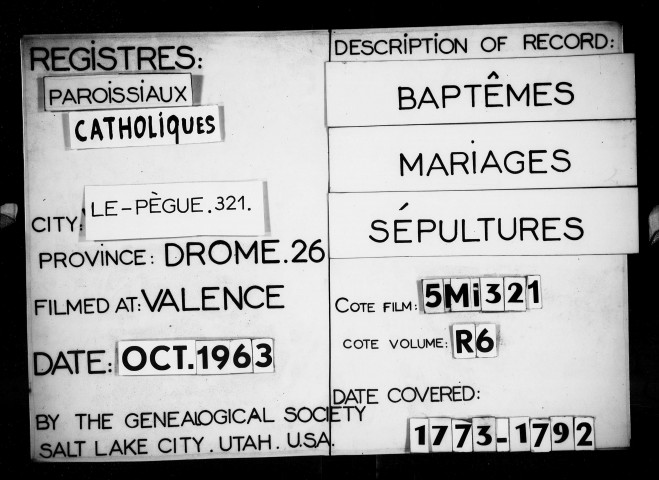 REGISTRES:
PAROISSIAUX
CATHOLIQUES
CITY: LE-PÈGUE.321.
PROVINCE: DROME.26
FILMED AT: VALENCE
DATE: OCT.1963
BY THE GENEALOGICAL SOCIETY
SALT LAKE CITY. UTAH. U.S.A.
DESCRIPTION OF RECORD:
BAPTÊMES
MARIAGES
SÉPULTURES
COTE FILM: 5Mi321
COTE VOLUME: R6
DATE COVERED:
1773-1792